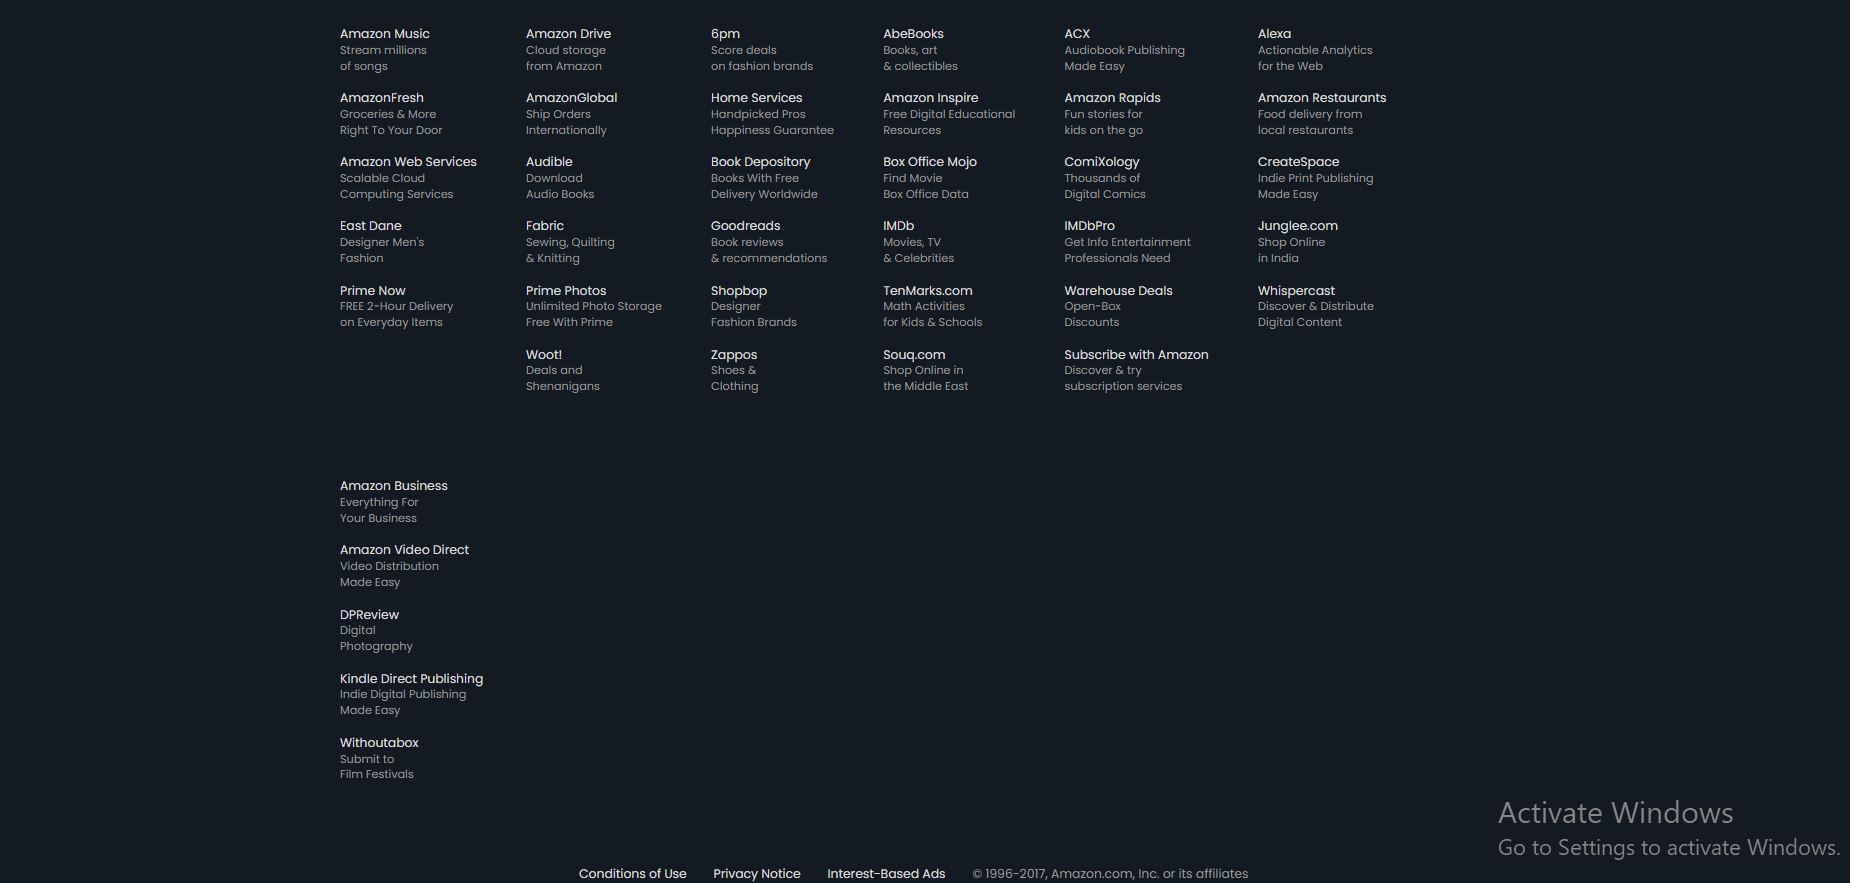 Amazon Music
Stream millions
of songs
AmazonFresh
Groceries & More
Right To Your Door
Amazon Web Services
Scalable Cloud
Computing Services
East Dane
Designer Men's
Fashion
Prime Now
FREE 2-Hour Delivery
on Everyday Items
Amazon Drive
Cloud storage
from Amazon
AmazonGlobal
Ship Orders
Internationally
Audible
Download
Audio Books
Fabric
Sewing, Quilting
& Knitting
Prime Photos
Unlimited Photo Storage
Free With Prime
Woot!
Deals and
Shenanigans
6pm
Score deals
on fashion brands
Home Services
Handpicked Pros
Happiness Guarantee
Book Depository
Books With Free
Delivery Worldwide
Goodreads
Book reviews
& recommendations
Shopbop
Designer
Fashion Brands
Zappos
Shoes &
Clothing
AbeBooks
Books, art
& collectibles
Amazon Inspire
Free Digital Educational
Resources
Box Office Mojo
Find Movie
Box Office Data
IMDb
Movies, TV
& Celebrities
TenMarks.com
Math Activities
for Kids & Schools
Souq.com
Shop Online in
the Middle East
ACX
Audiobook Publishing
Made Easy
Amazon Rapids
Fun stories for
kids on the go
ComiXology
Thousands of
Digital Comics
IMDbPro
Get Info Entertainment
Professionals Need
Warehouse Deals
Open-Box
Discounts
Subscribe with Amazon
Discover & try
subscription services
Alexa
Actionable Analytics
for the Web
Amazon Restaurants
Food delivery from
local restaurants
CreateSpace
Indie Print Publishing
Made Easy
Junglee.com
Shop Online
in India
Whispercast
Discover & Distribute
Digital Content
Amazon Business
Everything For
Your Business
Amazon Video Direct
Video Distribution
Made Easy
DPReview
Digital
Photography
Kindle Direct Publishing
Indie Digital Publishing
Made Easy
Withoutabox
Submit to
Film Festivals
Activate Windows
Go to Settings to activate Windows.
Conditions of Use Privacy Notice Interest-Based Ads © 1996-2017, Amazon.com, Inc. or its affiliates